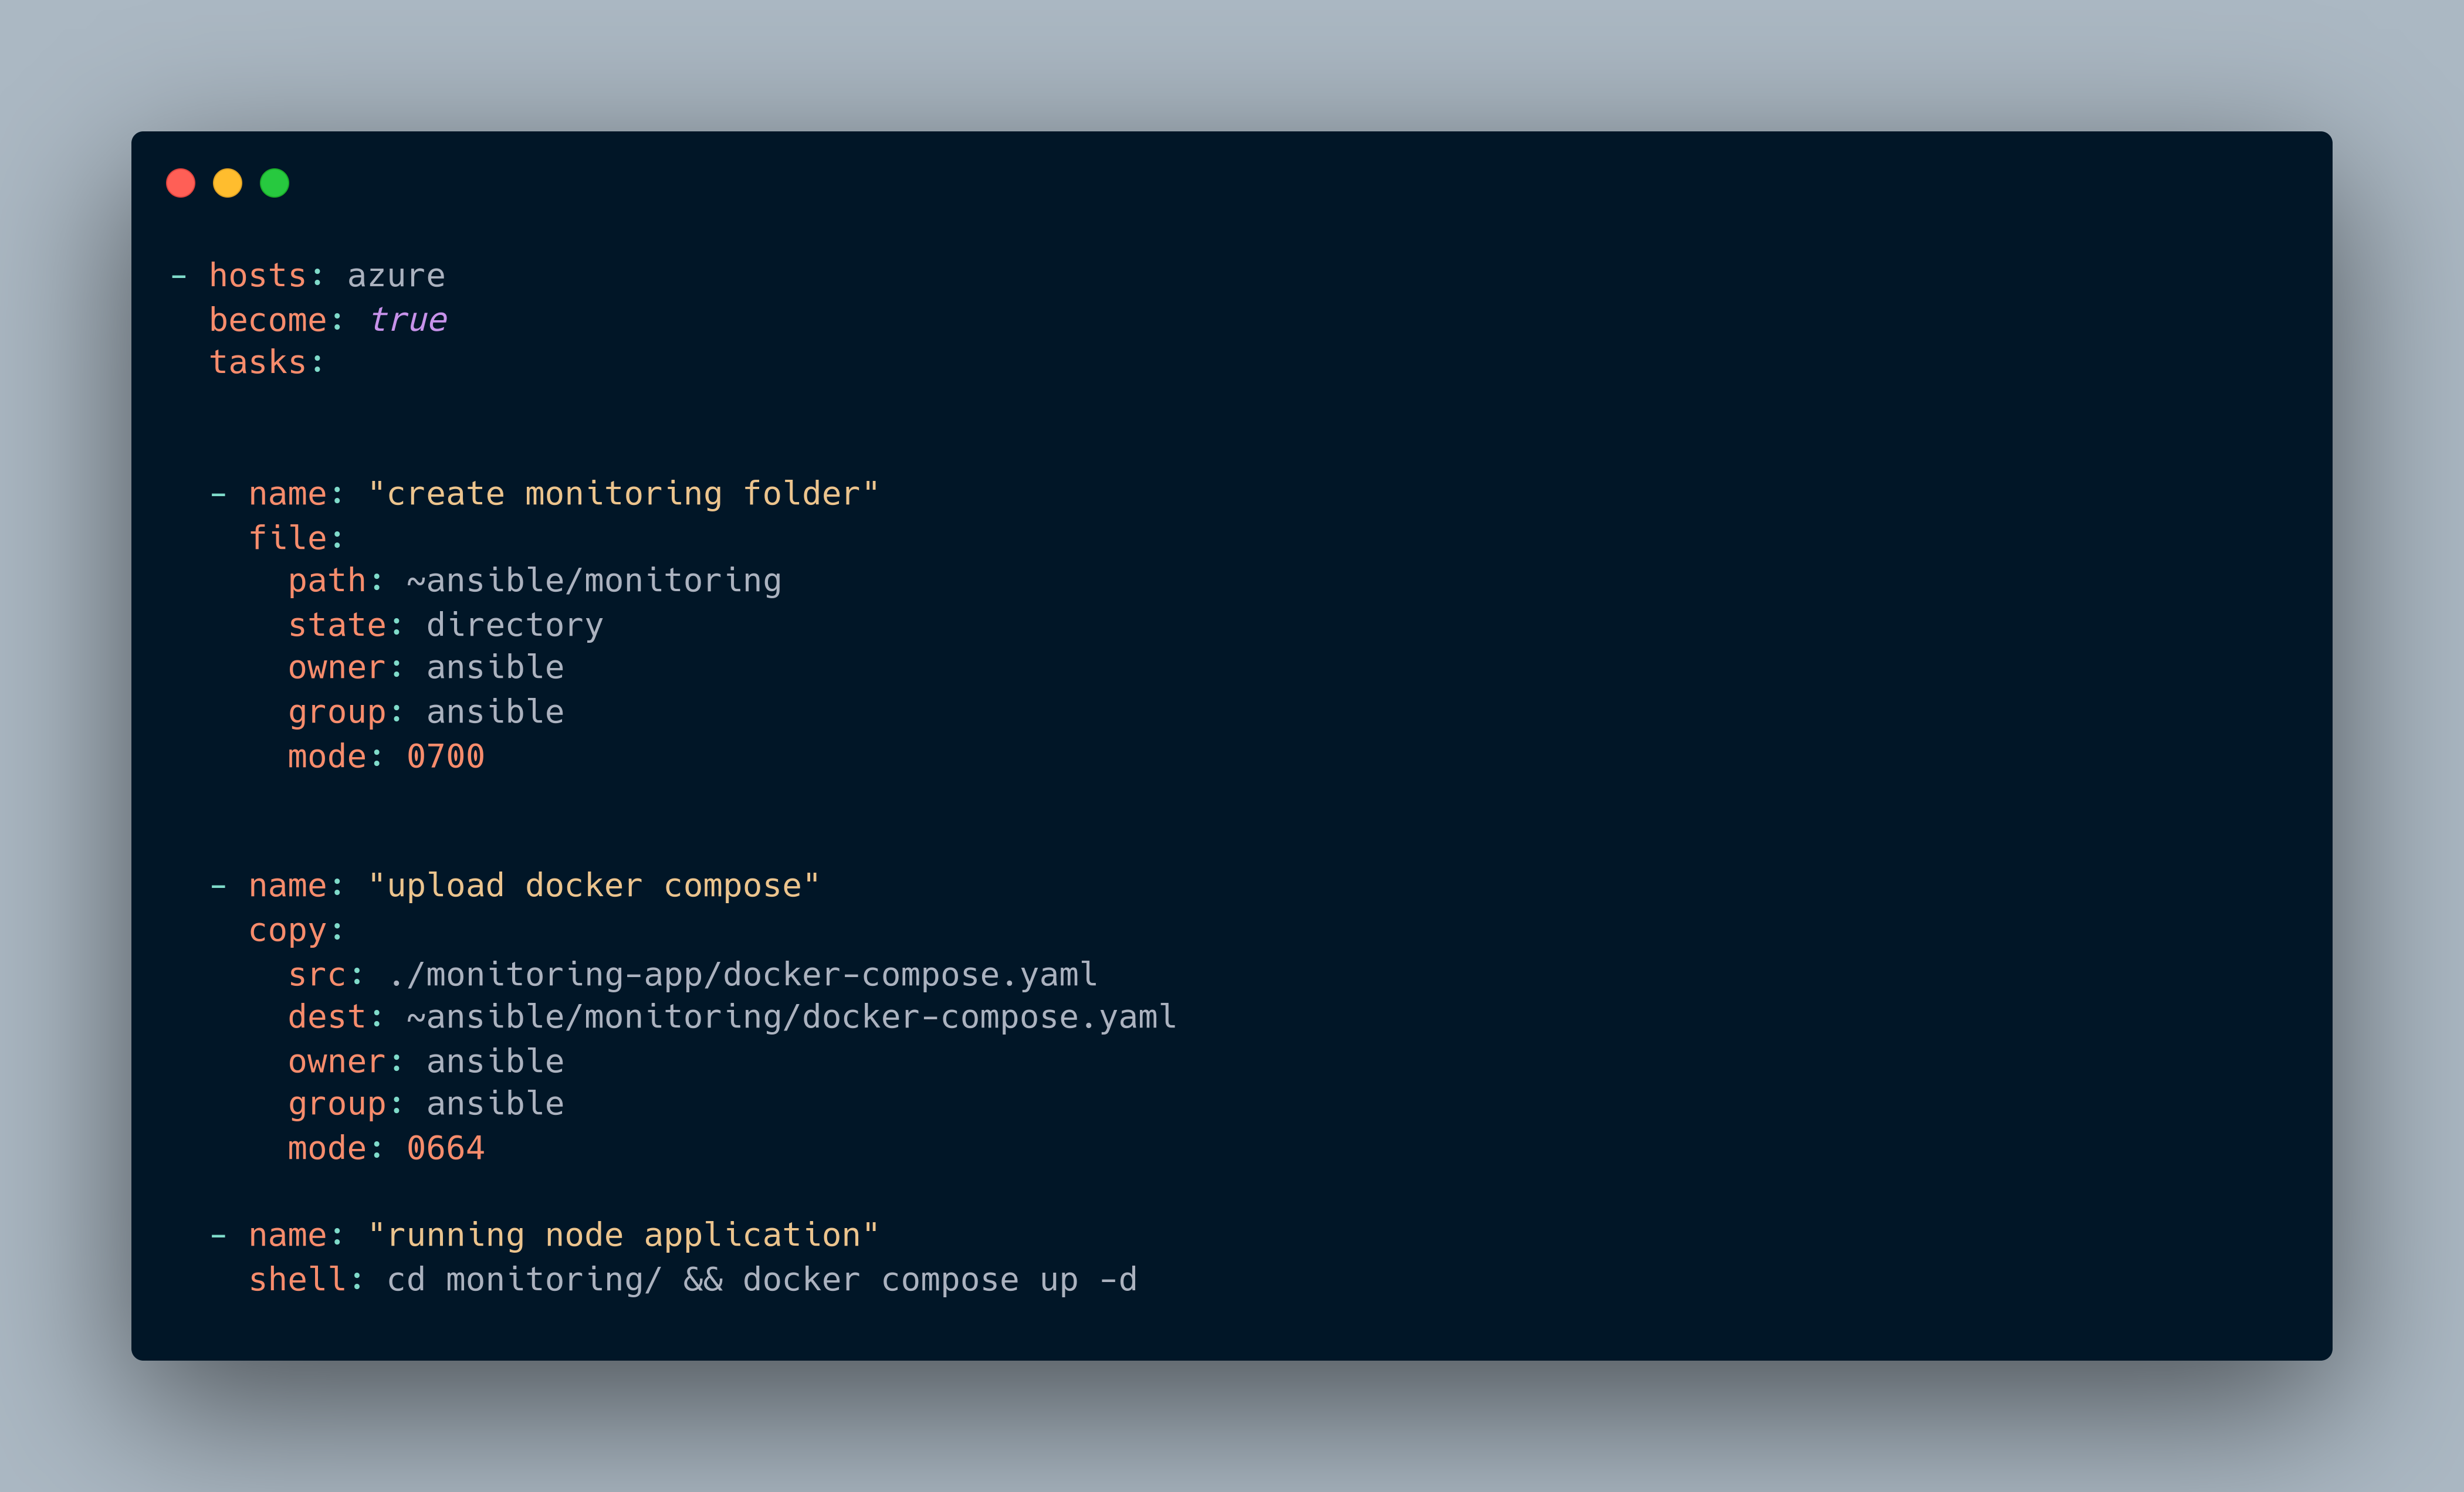 - hosts: azure
  become: true
  tasks:
  - name: "create monitoring folder"
    file:
      path: ~ansible/monitoring
      state: directory
      owner: ansible
      group: ansible
      mode: 0700
  - name: "upload docker compose"
    copy:
      src: ./monitoring-app/docker-compose.yaml
      dest: ~ansible/monitoring/docker-compose.yaml
      owner: ansible
      group: ansible
      mode: 0664
  - name: "running node application"
    shell: cd monitoring/ && docker compose up -d